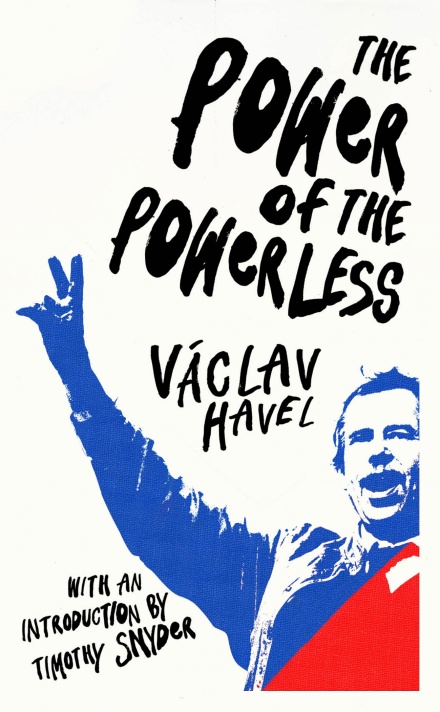 THE
POWER
OF THE
POWERLESS
VÁCLAV
HAVEL
WITH AN
INTRODUCTION BY
TIMOTHY SNYDER